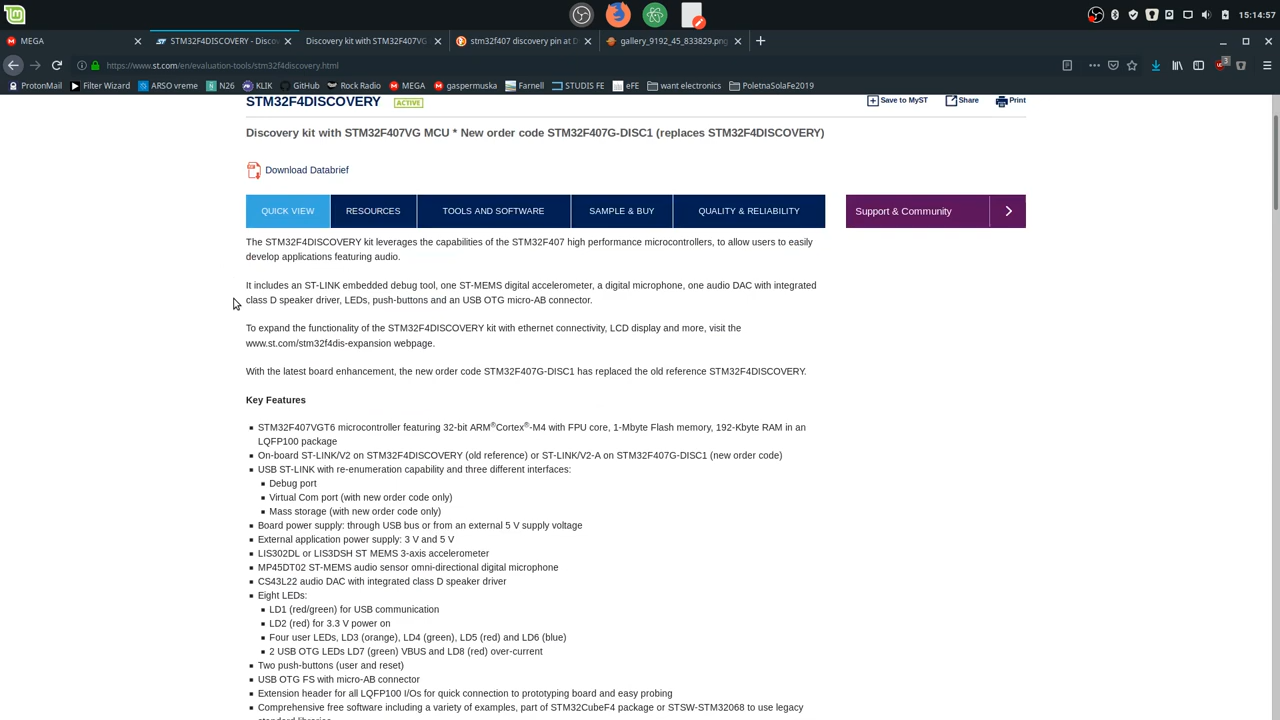 15:14:57
MEGA
STM32F4DISCOVERY - Disco
Discovery kit with STM32F407VG
stm32f407 discovery pin at D
gallery_9192_45_833829.png
https://www.st.com/en/evaluation-tools/stm32f4discovery.html
3
ProtonMail
Filter Wizard
ARSO vreme
N26
KLIK
GitHub
Rock Radio
MEGA
gaspermuska
Farnell
STUDIS FE
eFE
want electronics
PoletnaSolaFe2019
STM32F4DISCOVERY
ACTIVE
Save to MyST
Share
Print
Discovery kit with STM32F407VG MCU * New order code STM32F407G-DISC1 (replaces STM32F4DISCOVERY)
Download Databrief
QUICK VIEW
RESOURCES
TOOLS AND SOFTWARE
SAMPLE & BUY
QUALITY & RELIABILITY
Support & Community
The STM32F4DISCOVERY kit leverages the capabilities of the STM32F407 high performance microcontrollers, to allow users to easily
develop applications featuring audio.
It includes an ST-LINK embedded debug tool, one ST-MEMS digital accelerometer, a digital microphone, one audio DAC with integrated
class D speaker driver, LEDs, push-buttons and an USB OTG micro-AB connector.
To expand the functionality of the STM32F4DISCOVERY kit with ethernet connectivity, LCD display and more, visit the
www.st.com/stm32f4dis-expansion webpage.
With the latest board enhancement, the new order code STM32F407G-DISC1 has replaced the old reference STM32F4DISCOVERY.
Key Features
STM32F407VGT6 microcontroller featuring 32-bit ARM®Cortex®-M4 with FPU core, 1-Mbyte Flash memory, 192-Kbyte RAM in an
LQFP100 package
On-board ST-LINK/V2 on STM32F4DISCOVERY (old reference) or ST-LINK/V2-A on STM32F407G-DISC1 (new order code)
USB ST-LINK with re-enumeration capability and three different interfaces:
Debug port
Virtual Com port (with new order code only)
Mass storage (with new order code only)
Board power supply: through USB bus or from an external 5 V supply voltage
External application power supply: 3 V and 5 V
LIS302DL or LIS3DSH ST MEMS 3-axis accelerometer
MP45DT02 ST-MEMS audio sensor omni-directional digital microphone
CS43L22 audio DAC with integrated class D speaker driver
Eight LEDs:
LD1 (red/green) for USB communication
LD2 (red) for 3.3 V power on
Four user LEDs, LD3 (orange), LD4 (green), LD5 (red) and LD6 (blue)
2 USB OTG LEDs LD7 (green) VBUS and LD8 (red) over-current
Two push-buttons (user and reset)
USB OTG FS with micro-AB connector
Extension header for all LQFP100 I/Os for quick connection to prototyping board and easy probing
Comprehensive free software including a variety of examples, part of STM32CubeF4 package or STSW-STM32068 to use legacy
standard libraries